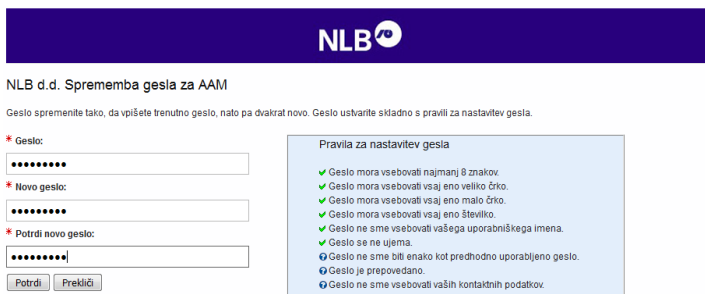 NLB
NLB d.d. Sprememba gesla za AAM
Geslo spremenite tako, da vpišete trenutno geslo, nato pa dvakrat novo. Geslo ustvarite skladno s pravili za nastavitev gesla.
* Geslo:
•••••••••
* Novo geslo:
•••••••••
* Potrdi novo geslo:
•••••••••
Potrdi Prekliči
Pravila za nastavitev gesla
Geslo mora vsebovati najmanj 8 znakov.
Geslo mora vsebovati vsaj eno veliko črko.
Geslo mora vsebovati vsaj eno malo črko.
Geslo mora vsebovati vsaj eno številko.
Geslo ne sme vsebovati vašega uporabniškega imena.
Geslo se ne ujema.
Geslo ne sme biti enako kot predhodno uporabljeno geslo.
Geslo je prepovedano.
Geslo ne sme vsebovati vaših kontaktnih podatkov.